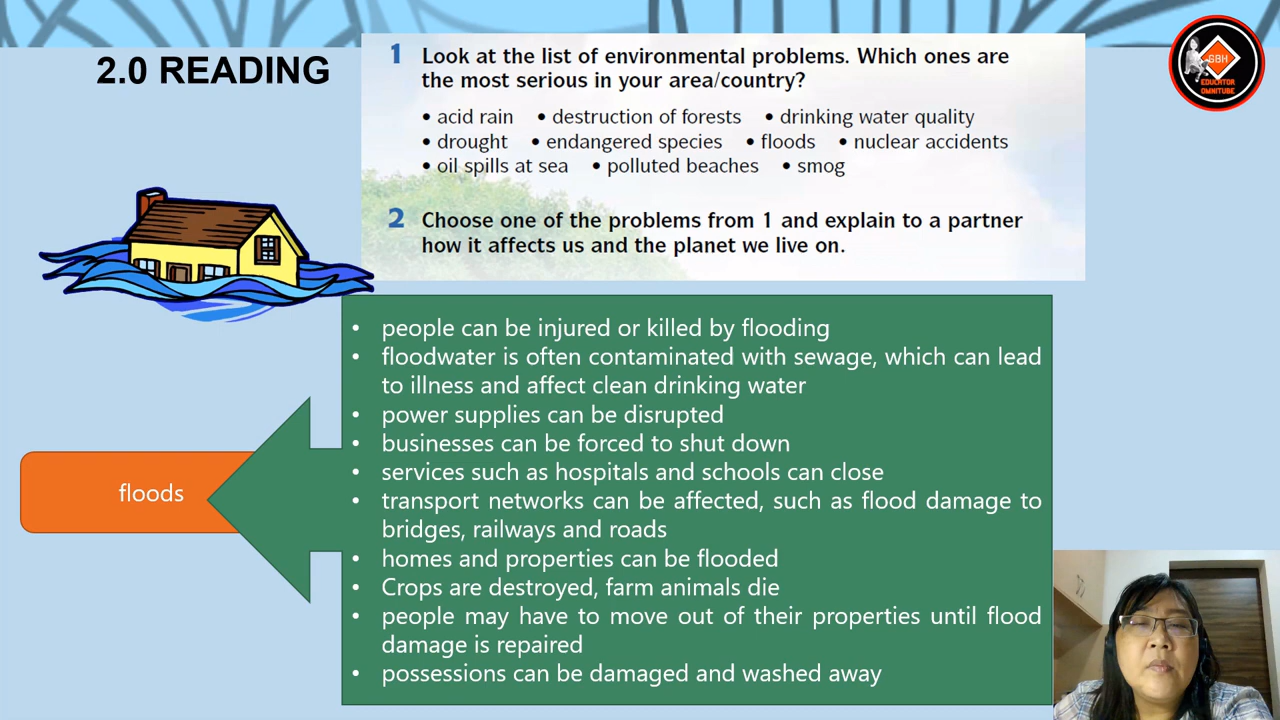 2.0 READING
1 Look at the list of environmental problems. Which ones are
the most serious in your area/country?
• acid rain • destruction of forests • drinking water quality
• drought • endangered species • floods • nuclear accidents
• oil spills at sea • polluted beaches • smog
2 Choose one of the problems from 1 and explain to a partner
how it affects us and the planet we live on.
GBH
EDUCATOR
OMNITUBE
floods
• people can be injured or killed by flooding
• floodwater is often contaminated with sewage, which can lead
to illness and affect clean drinking water
• power supplies can be disrupted
• businesses can be forced to shut down
• services such as hospitals and schools can close
• transport networks can be affected, such as flood damage to
bridges, railways and roads
• homes and properties can be flooded
• Crops are destroyed, farm animals die
• people may have to move out of their properties until flood
damage is repaired
• possessions can be damaged and washed away